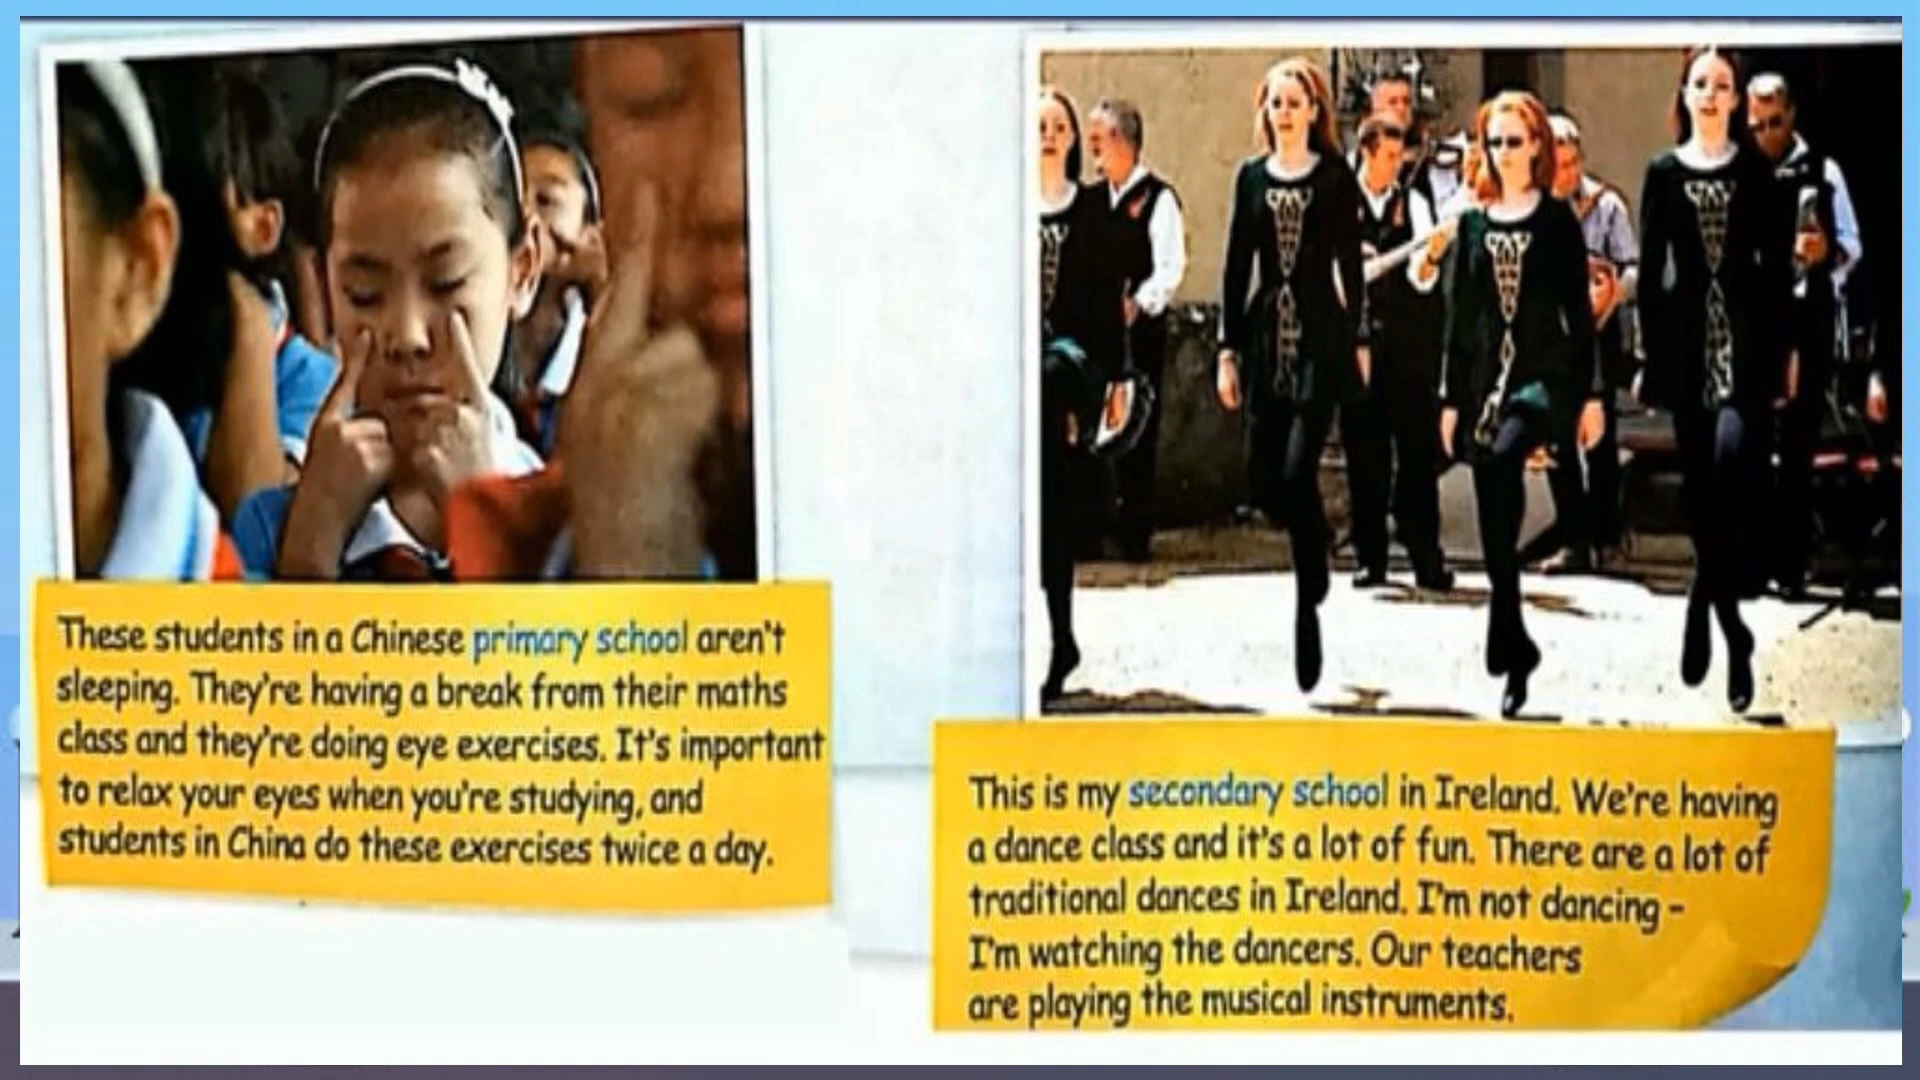 These students in a Chinese primary school aren't
sleeping. They're having a break from their maths
class and they're doing eye exercises. It's important
to relax your eyes when you're studying, and
students in China do these exercises twice a day.
This is my secondary school in Ireland. We're having
a dance class and it's a lot of fun. There are a lot of
traditional dances in Ireland. I'm not dancing –
I'm watching the dancers. Our teachers
are playing the musical instruments.